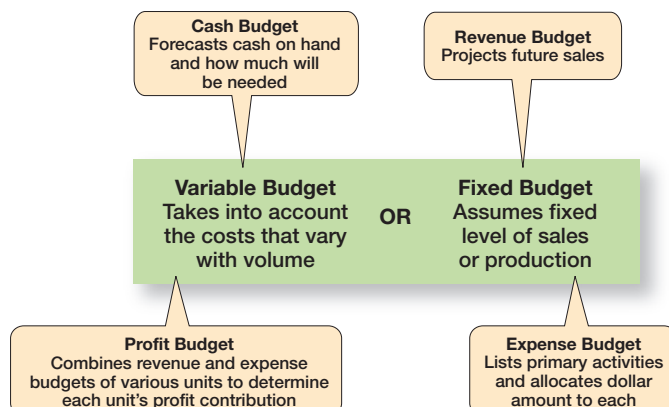 Cash Budget
Forecasts cash on hand
and how much will
be needed
Revenue Budget
Projects future sales
Variable Budget
Takes into account
the costs that vary
with volume
OR
Fixed Budget
Assumes fixed
level of sales
or production
Profit Budget
Combines revenue and expense
budgets of various units to determine
each unit’s profit contribution
Expense Budget
Lists primary activities
and allocates dollar
amount to each